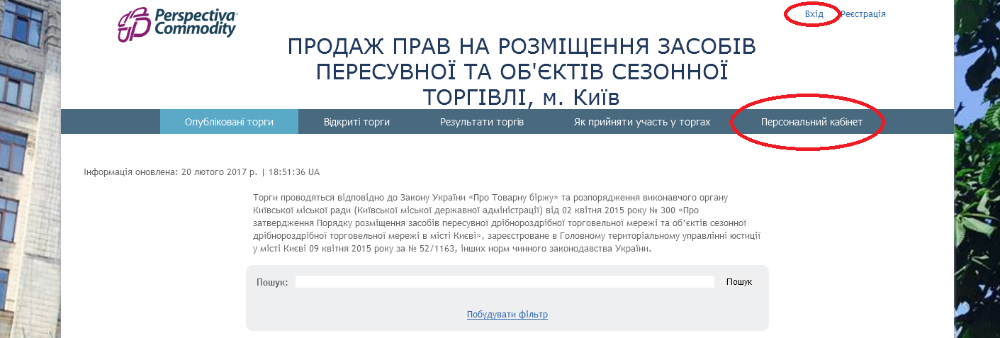 Perspectiva
Commodity
Вхід Реєстрація
ПРОДАЖ ПРАВ НА РОЗМІЩЕННЯ ЗАСОБІВ
ПЕРЕСУВНОЇ ТА ОБ'ЄКТІВ СЕЗОННОЇ
ТОРГІВЛІ, м. Київ
Опубліковані торги Відкриті торги Результати торгів Як прийняти участь у торгах Персональний кабінет
Інформація оновлена: 20 лютого 2017 р. | 18:51:36 UA
Торги проводяться відповідно до Закону України «Про Товарну біржу» та розпорядження виконавчого органу
Київської міської ради (Київської міської державної адміністрації) від 02 квітня 2015 року № 300 «Про
затвердження Порядку розміщення засобів пересувної дрібнороздрібної торговельної мережі та об’єктів сезонної
дрібнороздрібної торговельної мережі в місті Києві», зареєстроване в Головному територіальному управлінні юстиції
у місті Києві 09 квітня 2015 року за № 52/1163, інших норм чинного законодавства України.
Пошук: Пошук
Побудувати фільтр